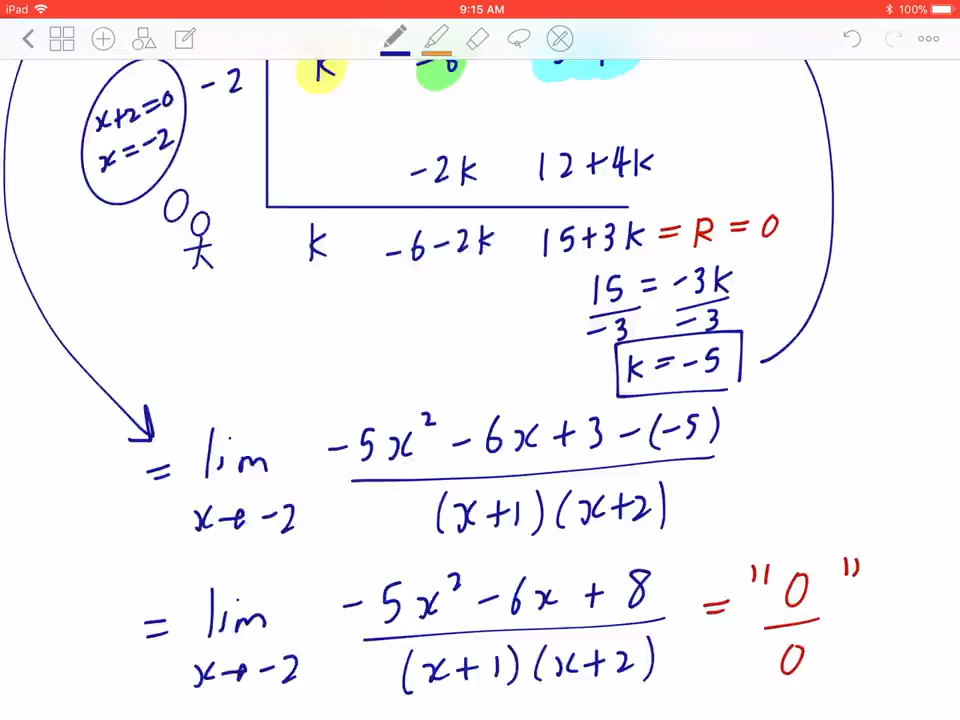 iPad 9:15 AM 100%
x+2=0
x=-2
-2 k -6
-2k 12+4k
k -6-2k 15+3k = R = 0
15 = -3k
-3 -3
k = -5
= lim -5x² - 6x + 3 - (-5)
x→-2 (x+1)(x+2)
= lim -5x² - 6x + 8 = "0"
x→-2 (x+1)(x+2) 0